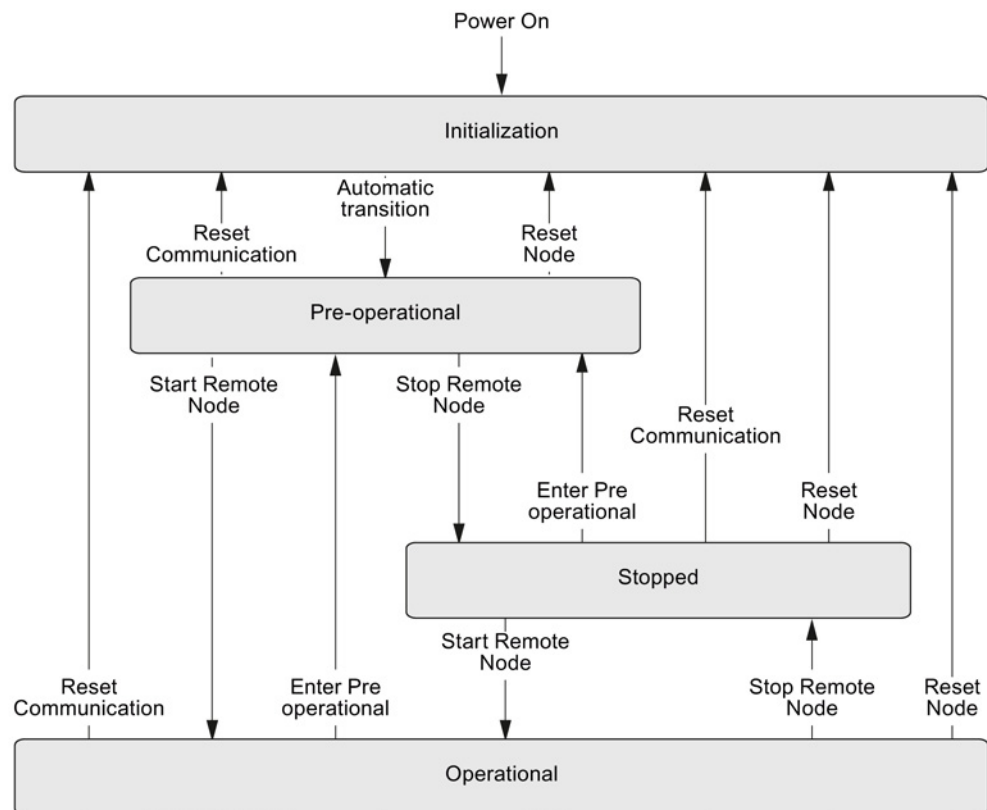 Power On
Initialization
Automatic
transition
Reset
Communication
Reset
Node
Pre-operational
Start Remote
Node
Stop Remote
Node
Reset
Communication
Enter Pre
operational
Reset
Node
Stopped
Start Remote
Node
Reset
Communication
Enter Pre
operational
Stop Remote
Node
Reset
Node
Operational